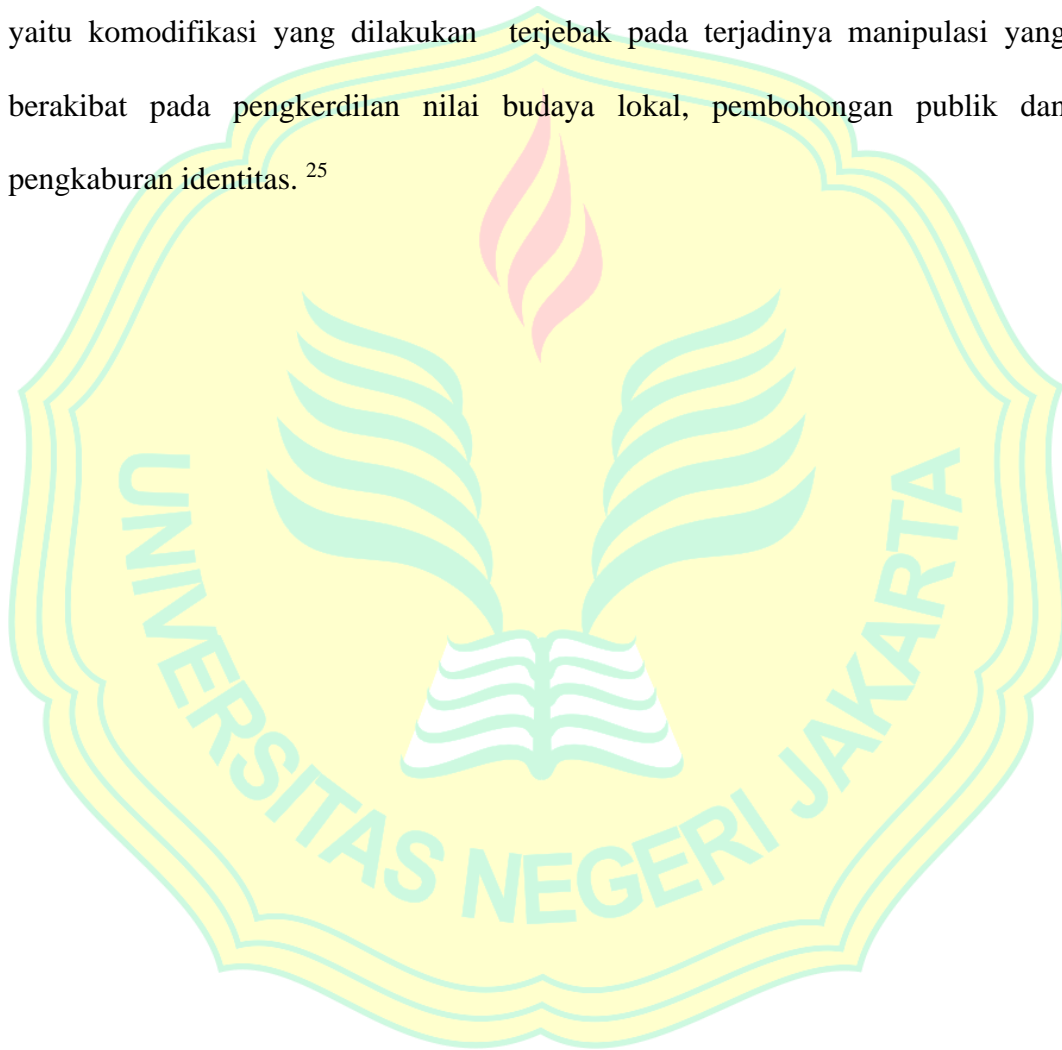 yaitu komodifikasi yang dilakukan terjebak pada terjadinya manipulasi yang
berakibat pada pengkerdilan nilai budaya lokal, pembohongan publik dan
pengkaburan identitas. 25
UNIVERSITAS NEGERI JAKARTA